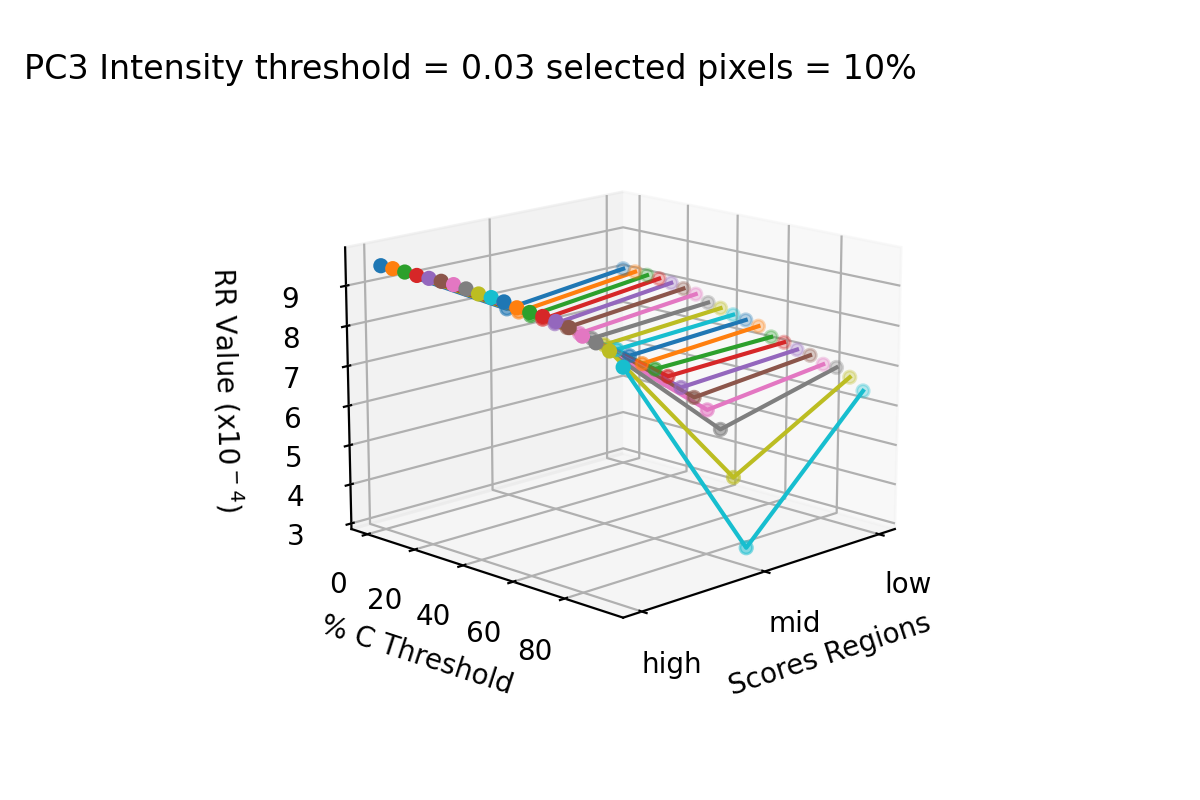 PC3 Intensity threshold = 0.03 selected pixels = 10%
RR Value (x10⁻⁴)
9
8
7
6
5
4
3
0
20
40
60
80
% C Threshold
high
mid
low
Scores Regions